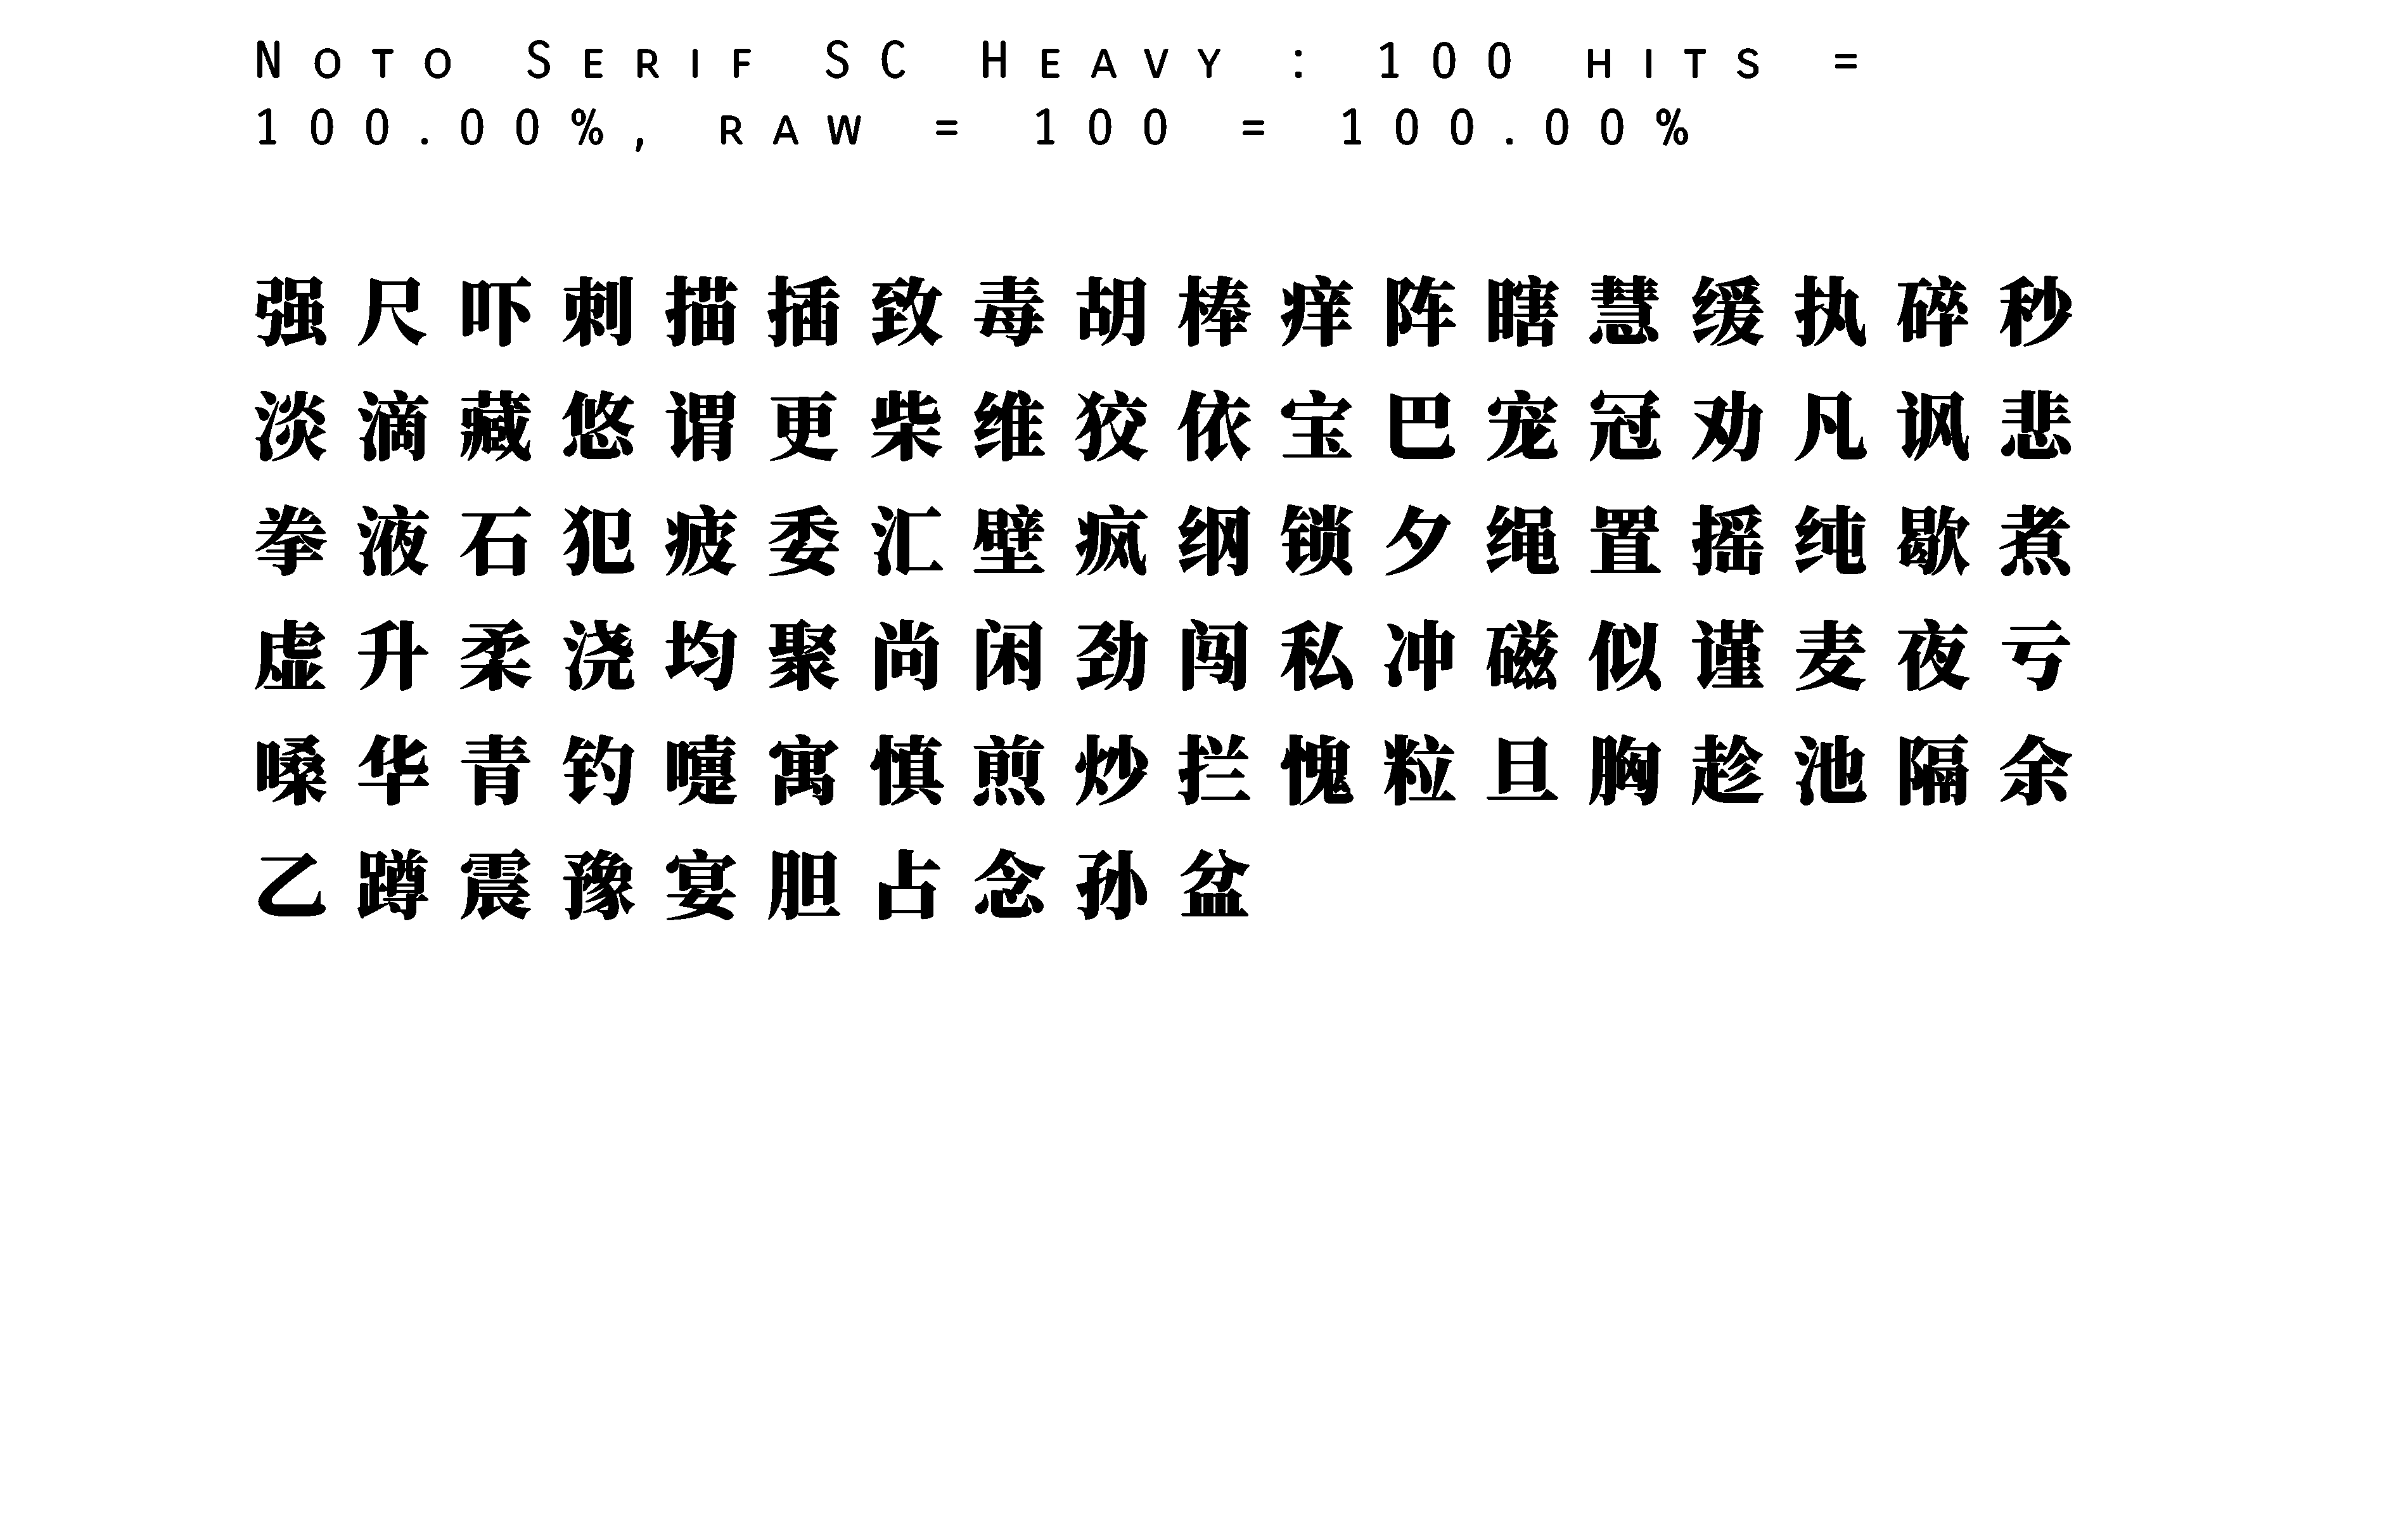 Noto Serif SC Heavy : 100 hits =
100.00%, raw = 100 = 100.00%
强尺吓刺描插致毒胡棒痒阵瞎慧缓执碎秒
淡滴藏悠谓更柴维狡依宝巴宠冠劝凡讽悲
拳液石犯疲委汇壁疯纲锁夕绳置摇纯歇煮
虚升柔浇均聚尚闲劲闯私冲磁似谨麦夜亏
嗓华青钓嚏寓慎煎炒拦愧粒旦胸趁池隔余
乙蹲震豫宴胆占念孙盆